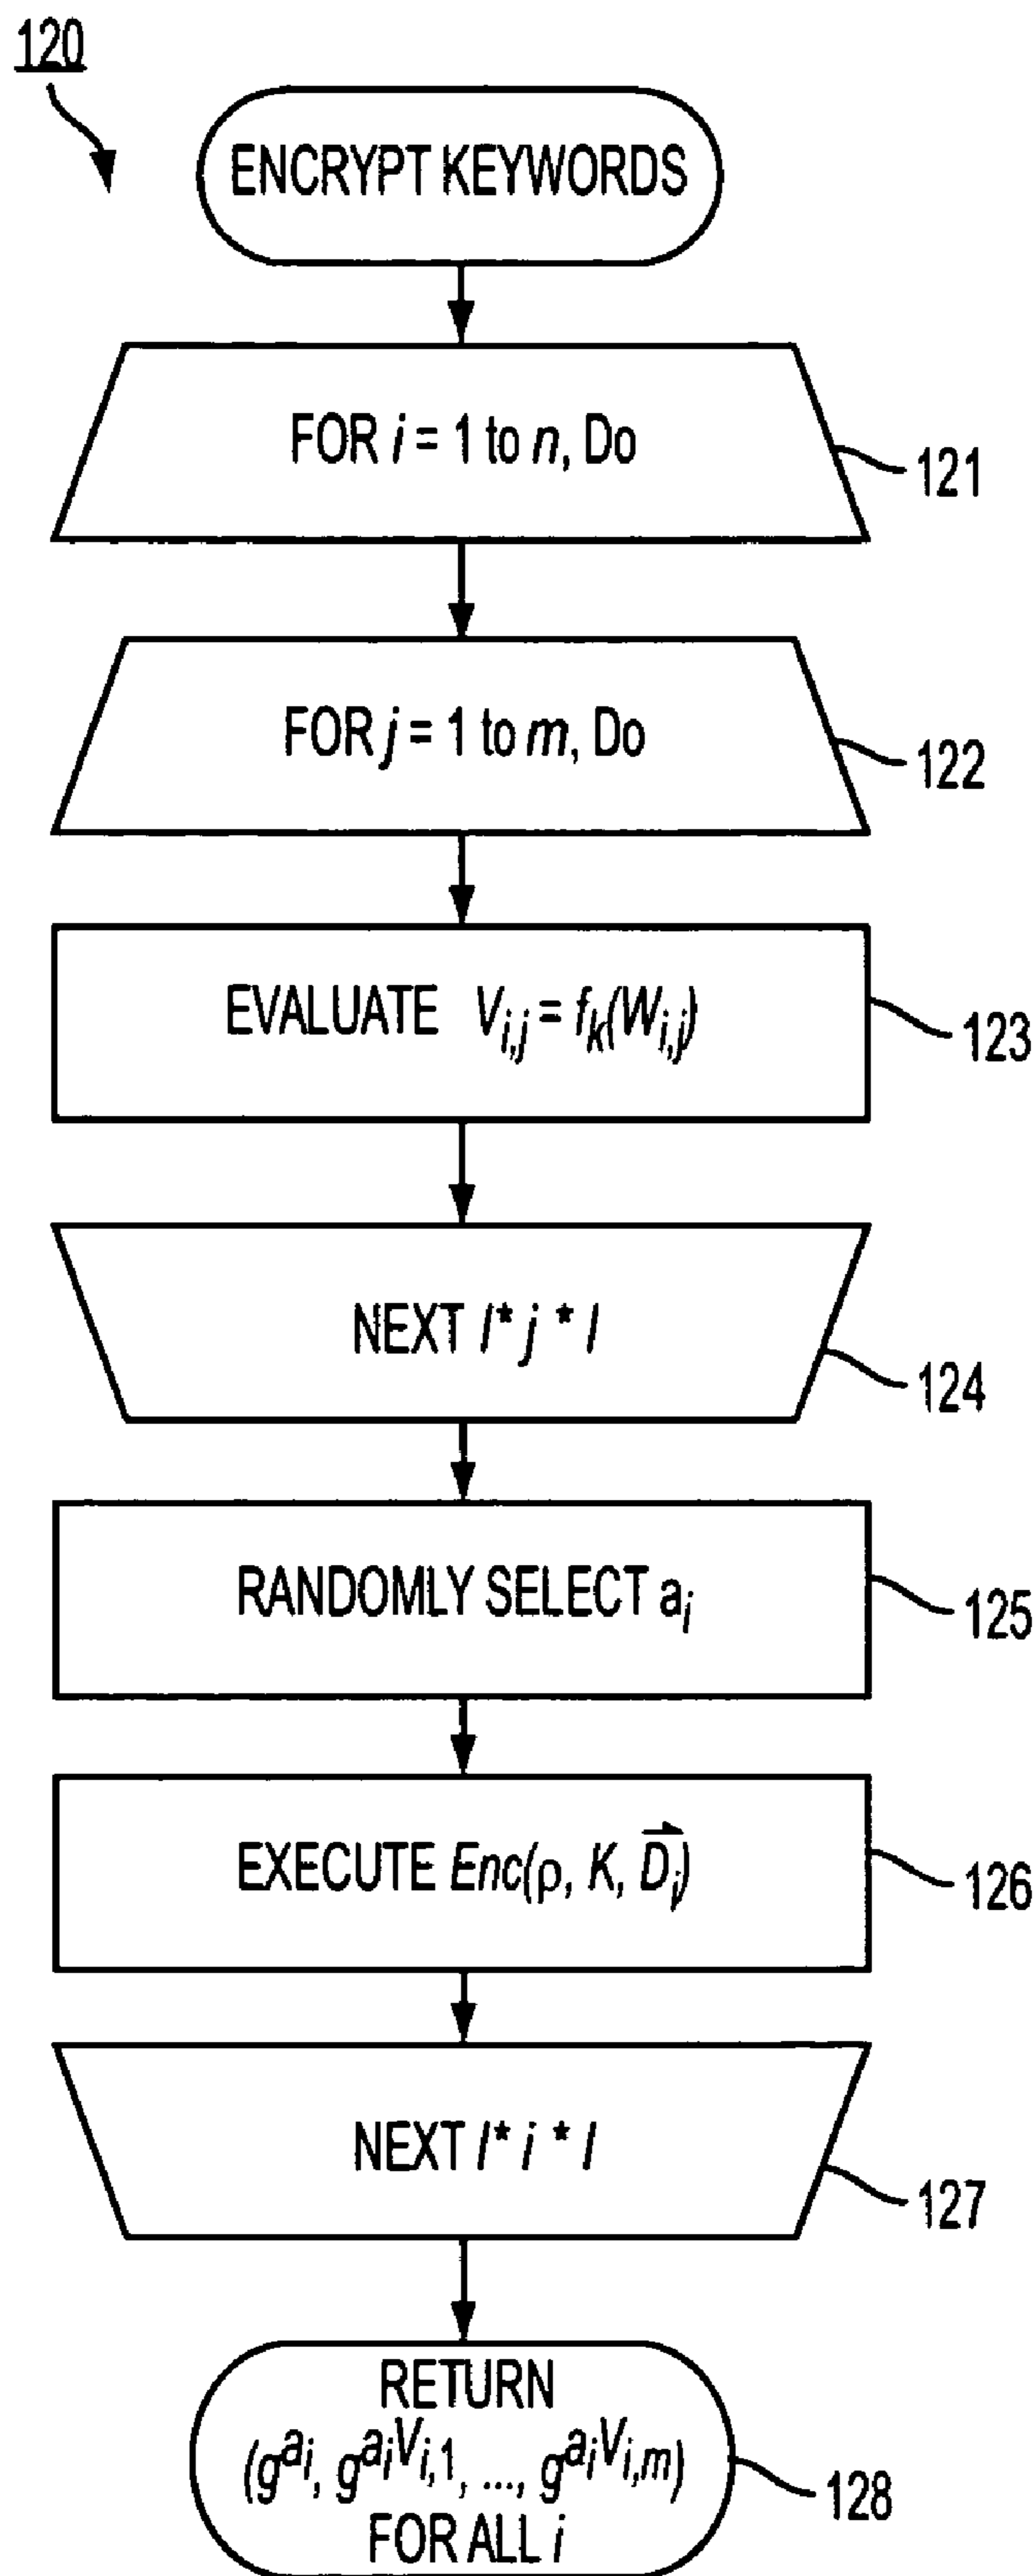 120
ENCRYPT KEYWORDS
FOR i = 1 to n, Do
121
FOR j = 1 to m, Do
122
EVALUATE V_{i,j} = f_k(W_{i,j})
123
NEXT I* j * I
124
RANDOMLY SELECT a_i
125
EXECUTE Enc(ρ, K, \vec{D_i})
126
NEXT I* i * I
127
RETURN
(g^{a_i}, g^{a_i V_{i,1}}, ..., g^{a_i V_{i,m}})
FOR ALL i
128